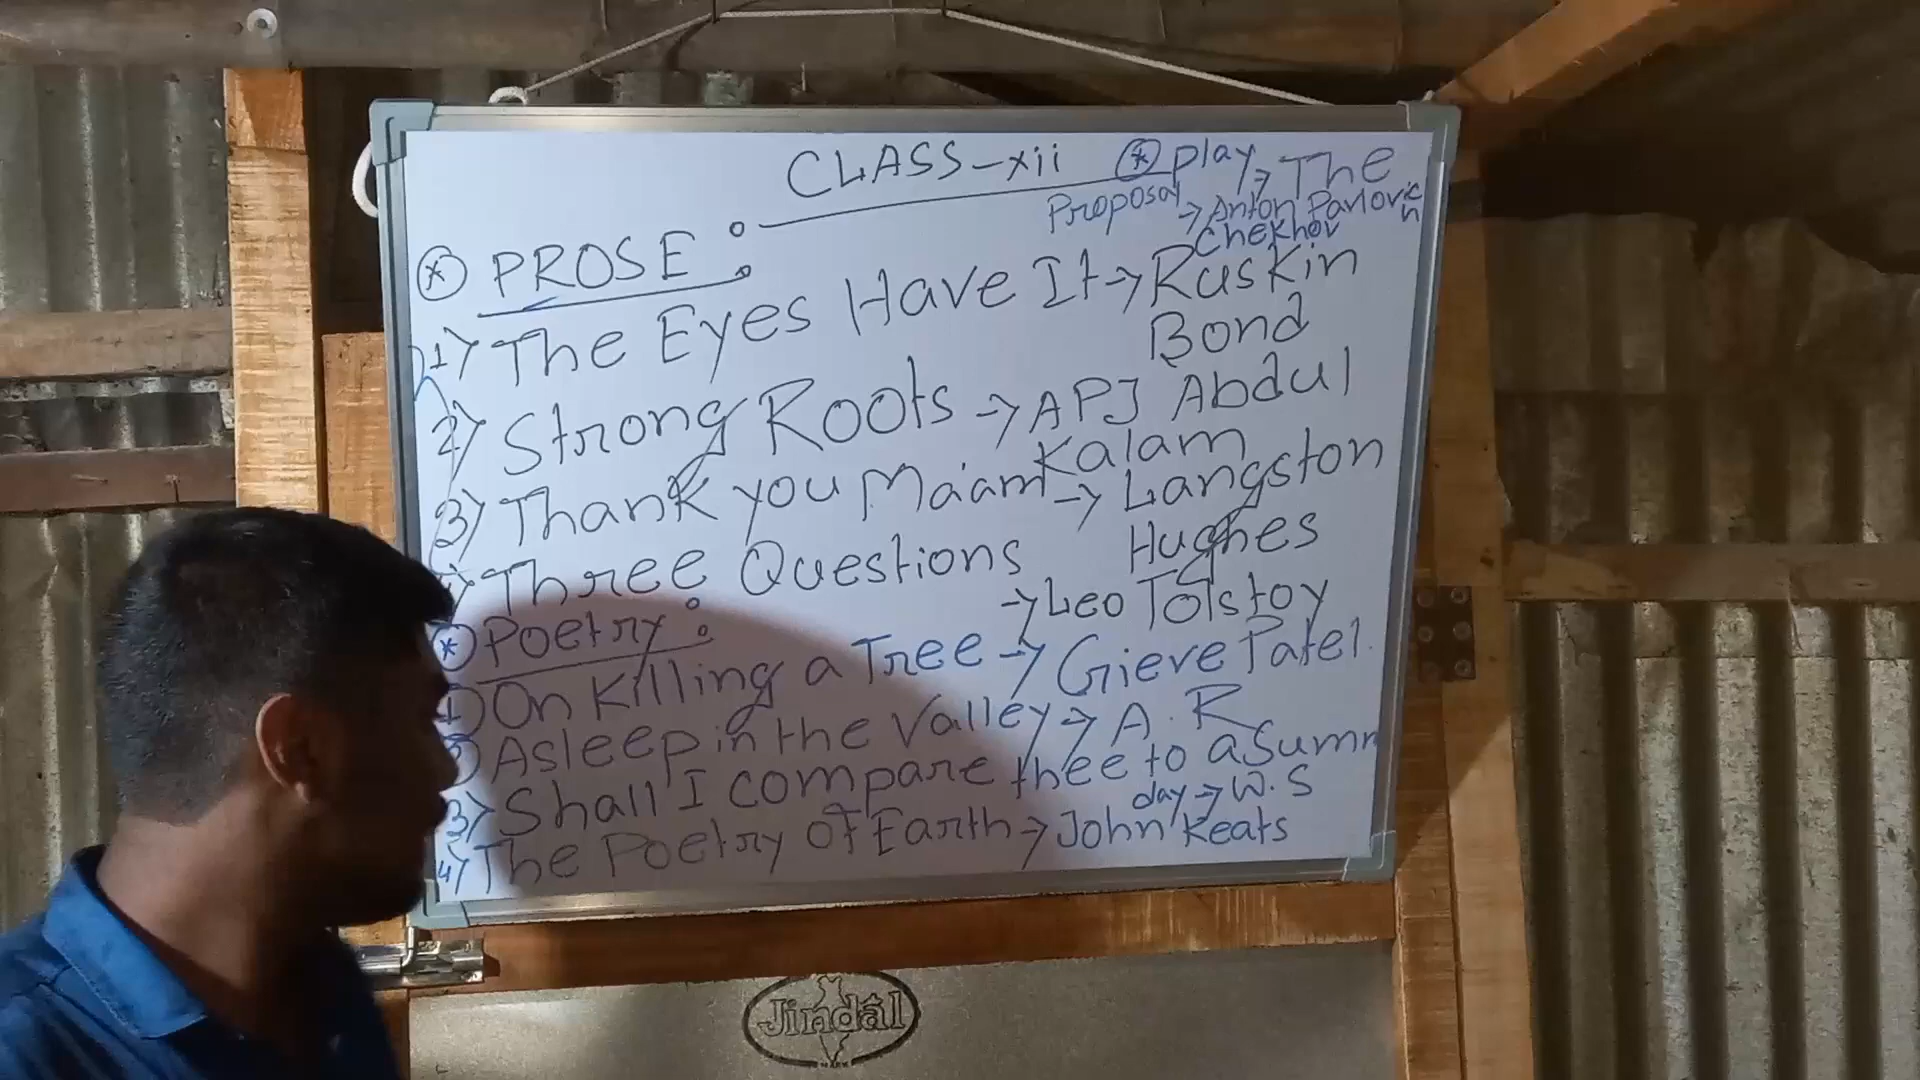 CLASS-xii
* Play → The
Proposal → Anton Pavlovich
Chekhov
* PROSE :
1) The Eyes Have It → Ruskin
Bond
2) Strong Roots → APJ Abdul
Kalam
3) Thank you Ma'am → Langston
Hughes
Three Questions
→ Leo Tolstoy
* Poetry :
1) On Killing a Tree → Gieve Patel.
Asleep in the Valley → A. R
3) Shall I compare thee to a Summ
day → W. S
4) The Poetry of Earth → John Keats
Jindal